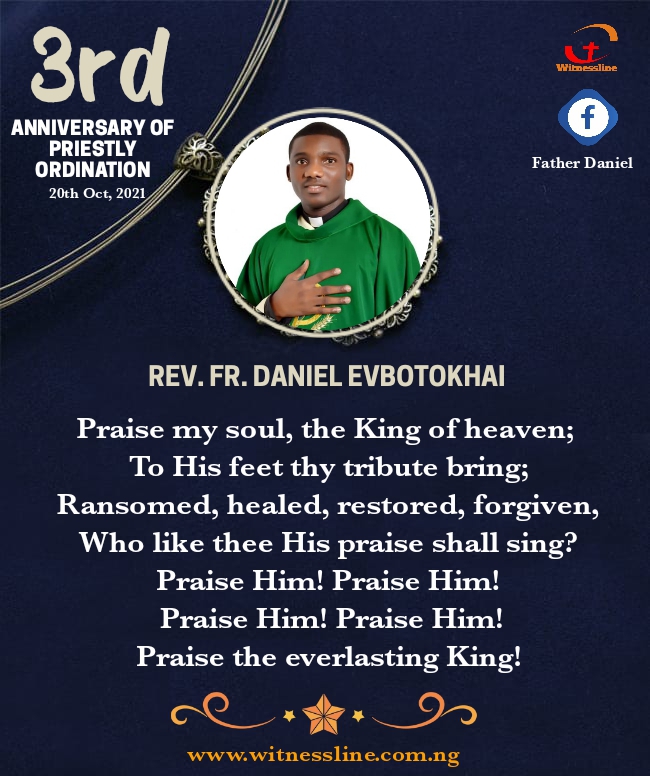 3rd
ANNIVERSARY OF
PRIESTLY
ORDINATION
20th Oct, 2021
Witnessline
f
Father Daniel
REV. FR. DANIEL EVBOTOKHAI
Praise my soul, the King of heaven;
To His feet thy tribute bring;
Ransomed, healed, restored, forgiven,
Who like thee His praise shall sing?
Praise Him! Praise Him!
Praise Him! Praise Him!
Praise the everlasting King!
www.witnessline.com.ng